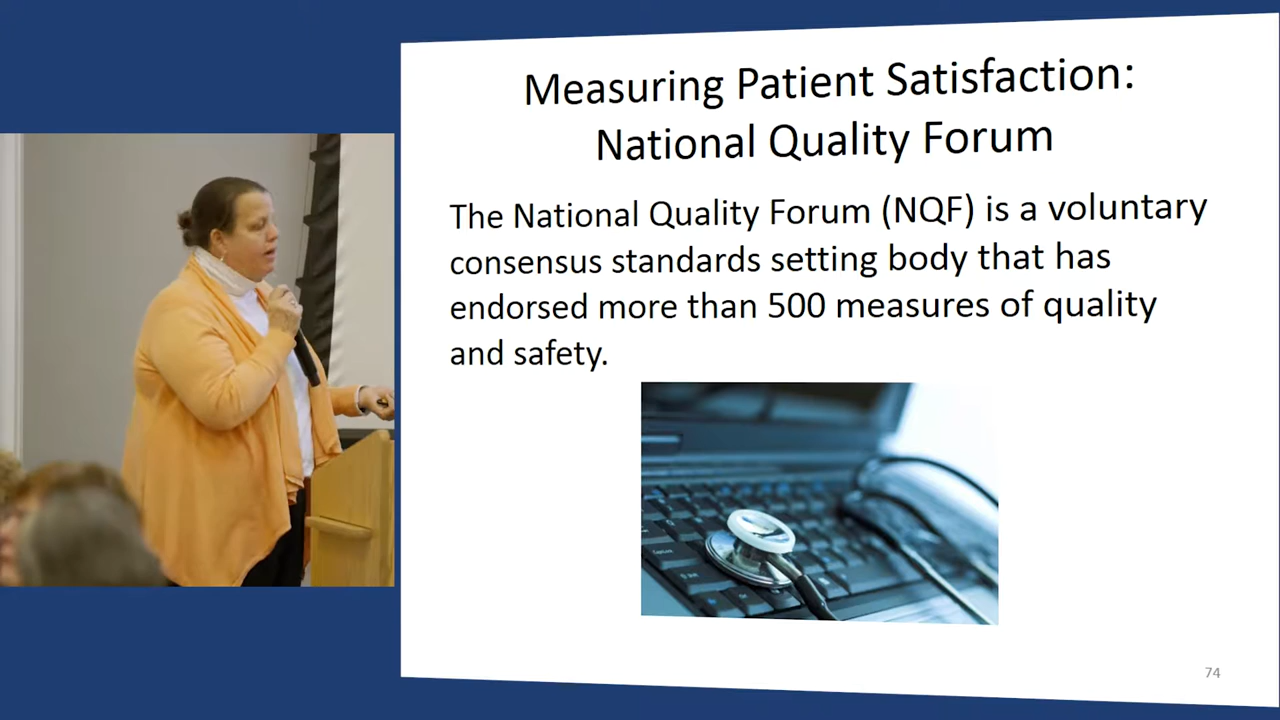 Measuring Patient Satisfaction:
National Quality Forum
The National Quality Forum (NQF) is a voluntary
consensus standards setting body that has
endorsed more than 500 measures of quality
and safety.
74